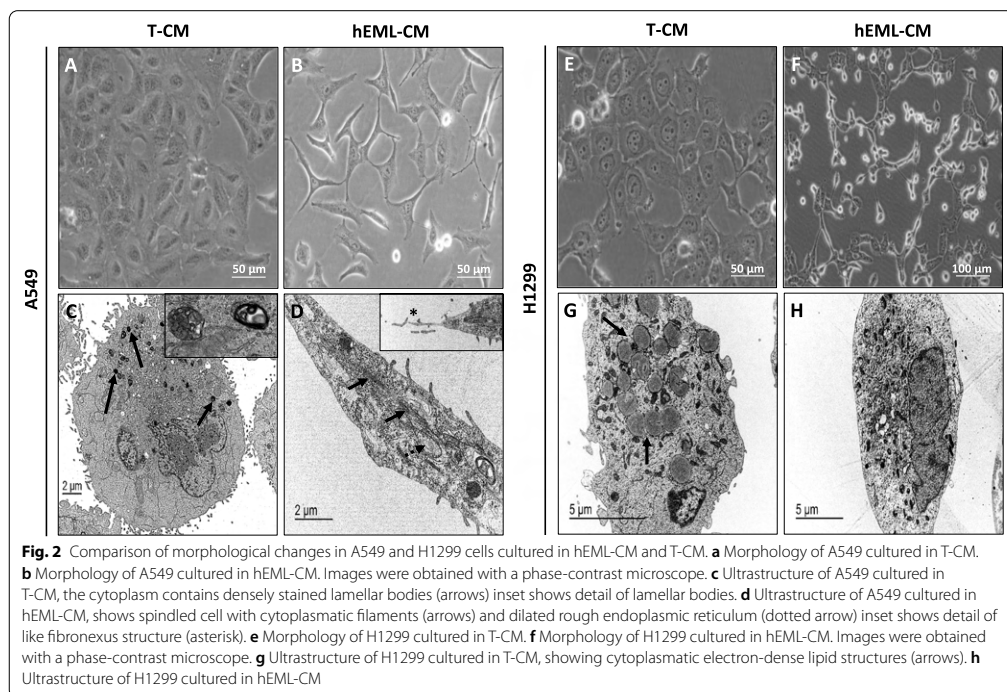 T-CM
hEML-CM
T-CM
hEML-CM
A549
H1299
A
50 µm
B
50 µm
E
50 µm
F
100 µm
C
2 µm
D
*
2 µm
G
5 µm
H
5 µm
Fig. 2 Comparison of morphological changes in A549 and H1299 cells cultured in hEML-CM and T-CM. a Morphology of A549 cultured in T-CM.
b Morphology of A549 cultured in hEML-CM. Images were obtained with a phase-contrast microscope. c Ultrastructure of A549 cultured in
T-CM, the cytoplasm contains densely stained lamellar bodies (arrows) inset shows detail of lamellar bodies. d Ultrastructure of A549 cultured in
hEML-CM, shows spindled cell with cytoplasmatic filaments (arrows) and dilated rough endoplasmic reticulum (dotted arrow) inset shows detail of
like fibronexus structure (asterisk). e Morphology of H1299 cultured in T-CM. f Morphology of H1299 cultured in hEML-CM. Images were obtained
with a phase-contrast microscope. g Ultrastructure of H1299 cultured in T-CM, showing cytoplasmatic electron-dense lipid structures (arrows). h
Ultrastructure of H1299 cultured in hEML-CM